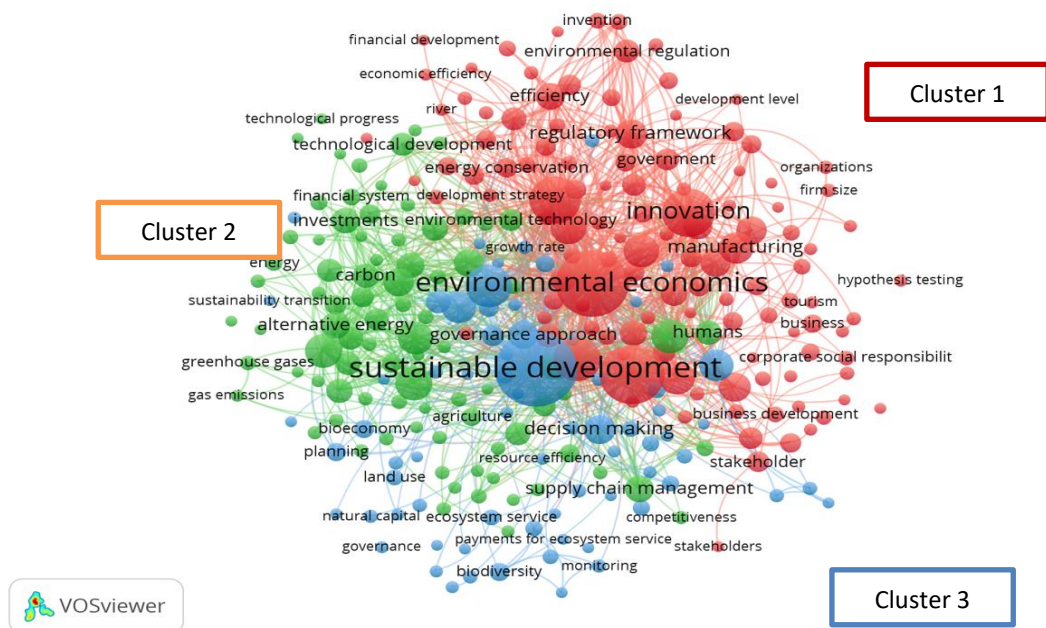 invention
financial development
environmental regulation
economic efficiency
efficiency
development level
Cluster 1
river
technological progress
regulatory framework
technological development
government
energy conservation
organizations
financial system
development strategy
firm size
innovation
investments
environmental technology
Cluster 2
growth rate
manufacturing
energy
carbon
environmental economics
hypothesis testing
sustainability transition
tourism
alternative energy
governance approach
humans
business
greenhouse gases
sustainable development
corporate social responsibilit
gas emissions
agriculture
business development
bioeconomy
decision making
planning
resource efficiency
stakeholder
land use
supply chain management
natural capital
ecosystem service
competitiveness
governance
payments for ecosystem service
stakeholders
biodiversity
monitoring
VOSviewer
Cluster 3